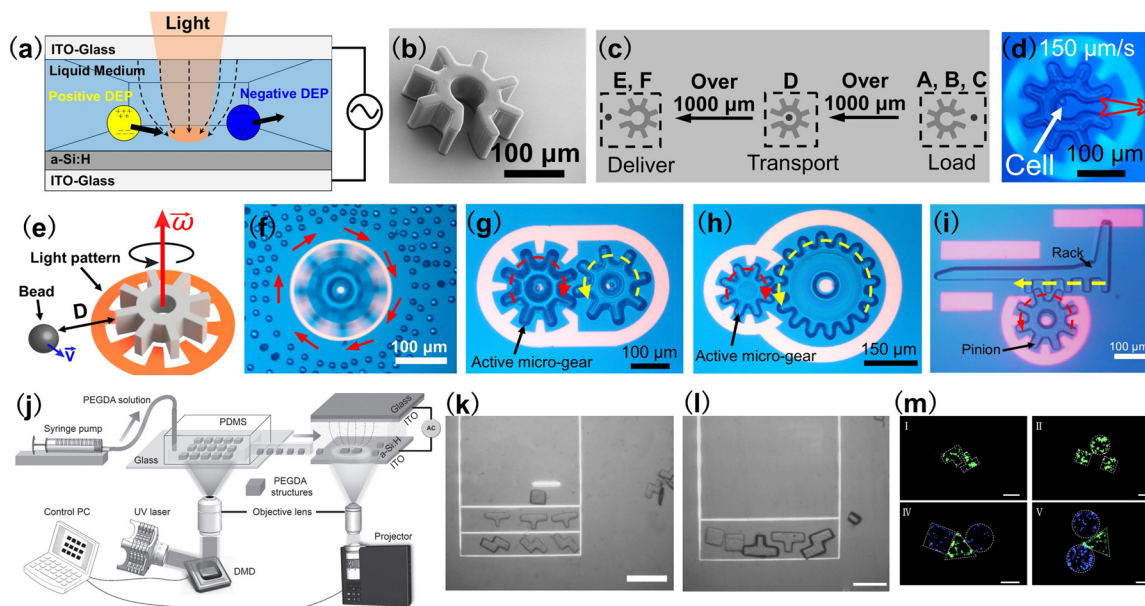 (a)
Light
ITO-Glass
Liquid Medium
Positive DEP
Negative DEP
a-Si:H
ITO-Glass
(b)
100 µm
(c)
E, F
Over
1000 µm
D
Over
1000 µm
A, B, C
Deliver
Transport
Load
(d)
150 µm/s
Cell
100 µm
(e)
ω
Light pattern
Bead
D
v
(f)
100 µm
(g)
Active micro-gear
100 µm
(h)
Active micro-gear
150 µm
(i)
Rack
Pinion
100 µm
(j)
PEGDA solution
Syringe pump
PDMS
Glass
Glass
ITO
AC
a-Si:H
ITO
PEGDA
structures
Control PC
UV laser
Objective lens
Projector
DMD
(k)
(l)
(m)
I
II
IV
V